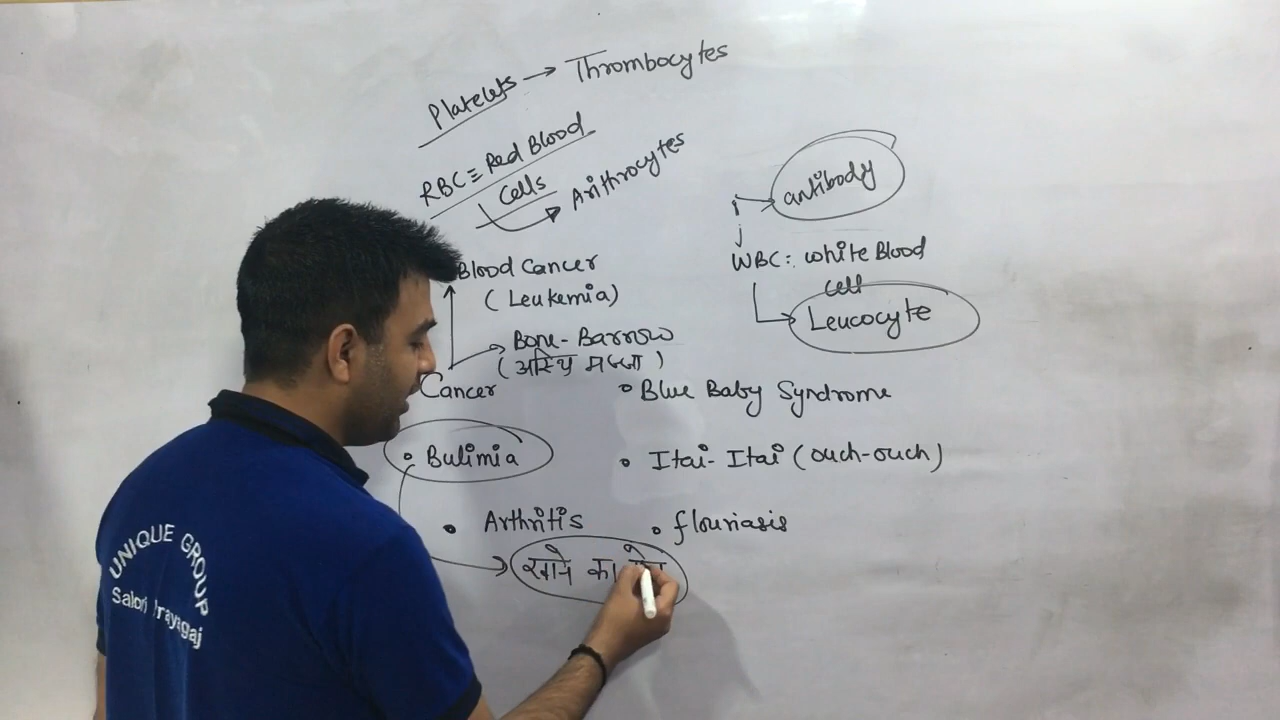 Platelets → Thrombocytes
RBC = Red Blood
Cells
Arithrocytes
antibody
WBC: white Blood
cell
Leucocyte
Blood Cancer
(Leukemia)
Bone-Barrow
(अस्थि मज्जा)
Cancer
• Blue Baby Syndrome
• Bulimia
• Itai-Itai (ouch-ouch)
• Arthritis
• flouriasis
खाने का
UNIQUE GROUP
Salori Prayagaj